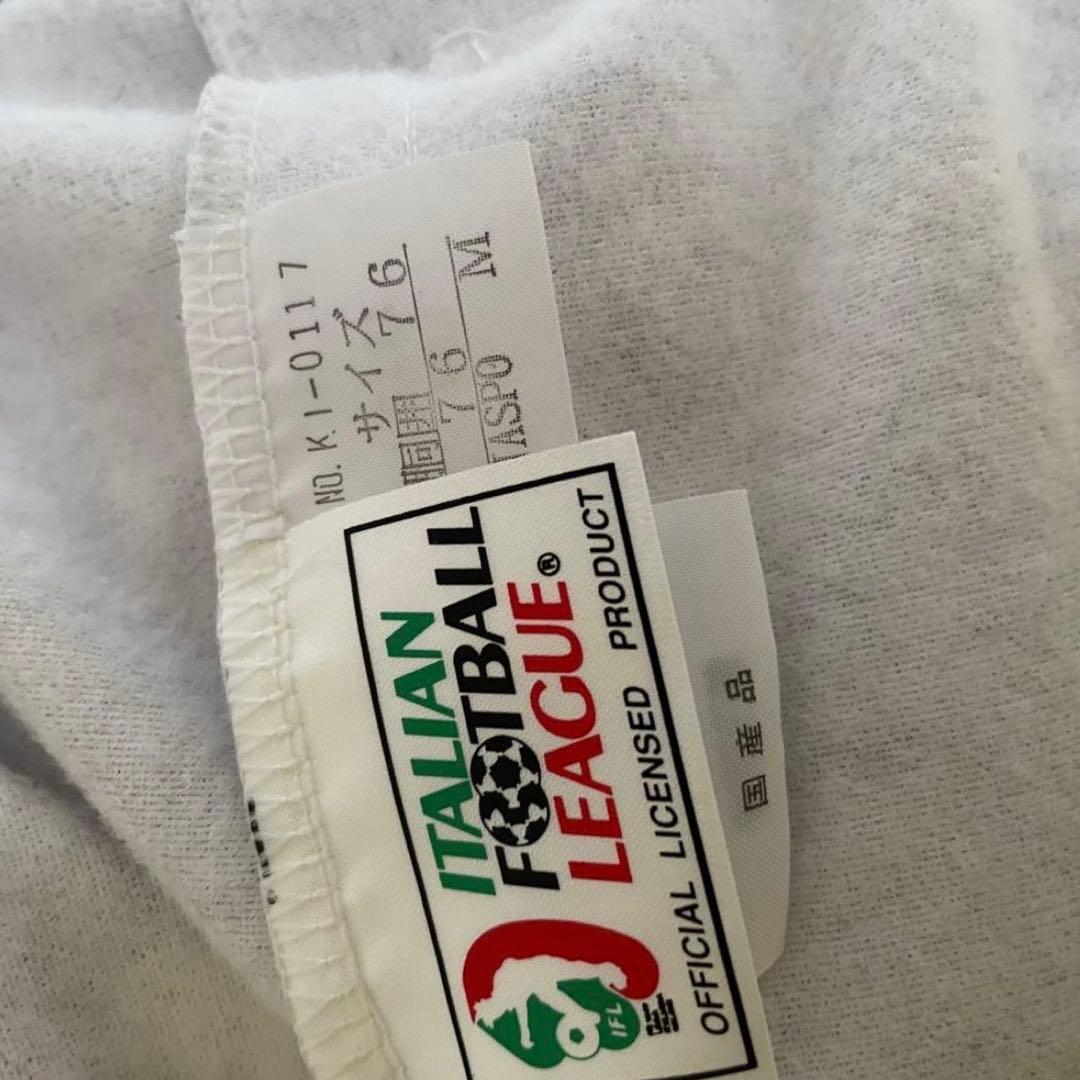 NO. KI-0117
サイズ
76
胴囲 76
JASPO M
ITALIAN
FOOTBALL
LEAGUE®
OFFICIAL LICENSED PRODUCT
IFL
国産品